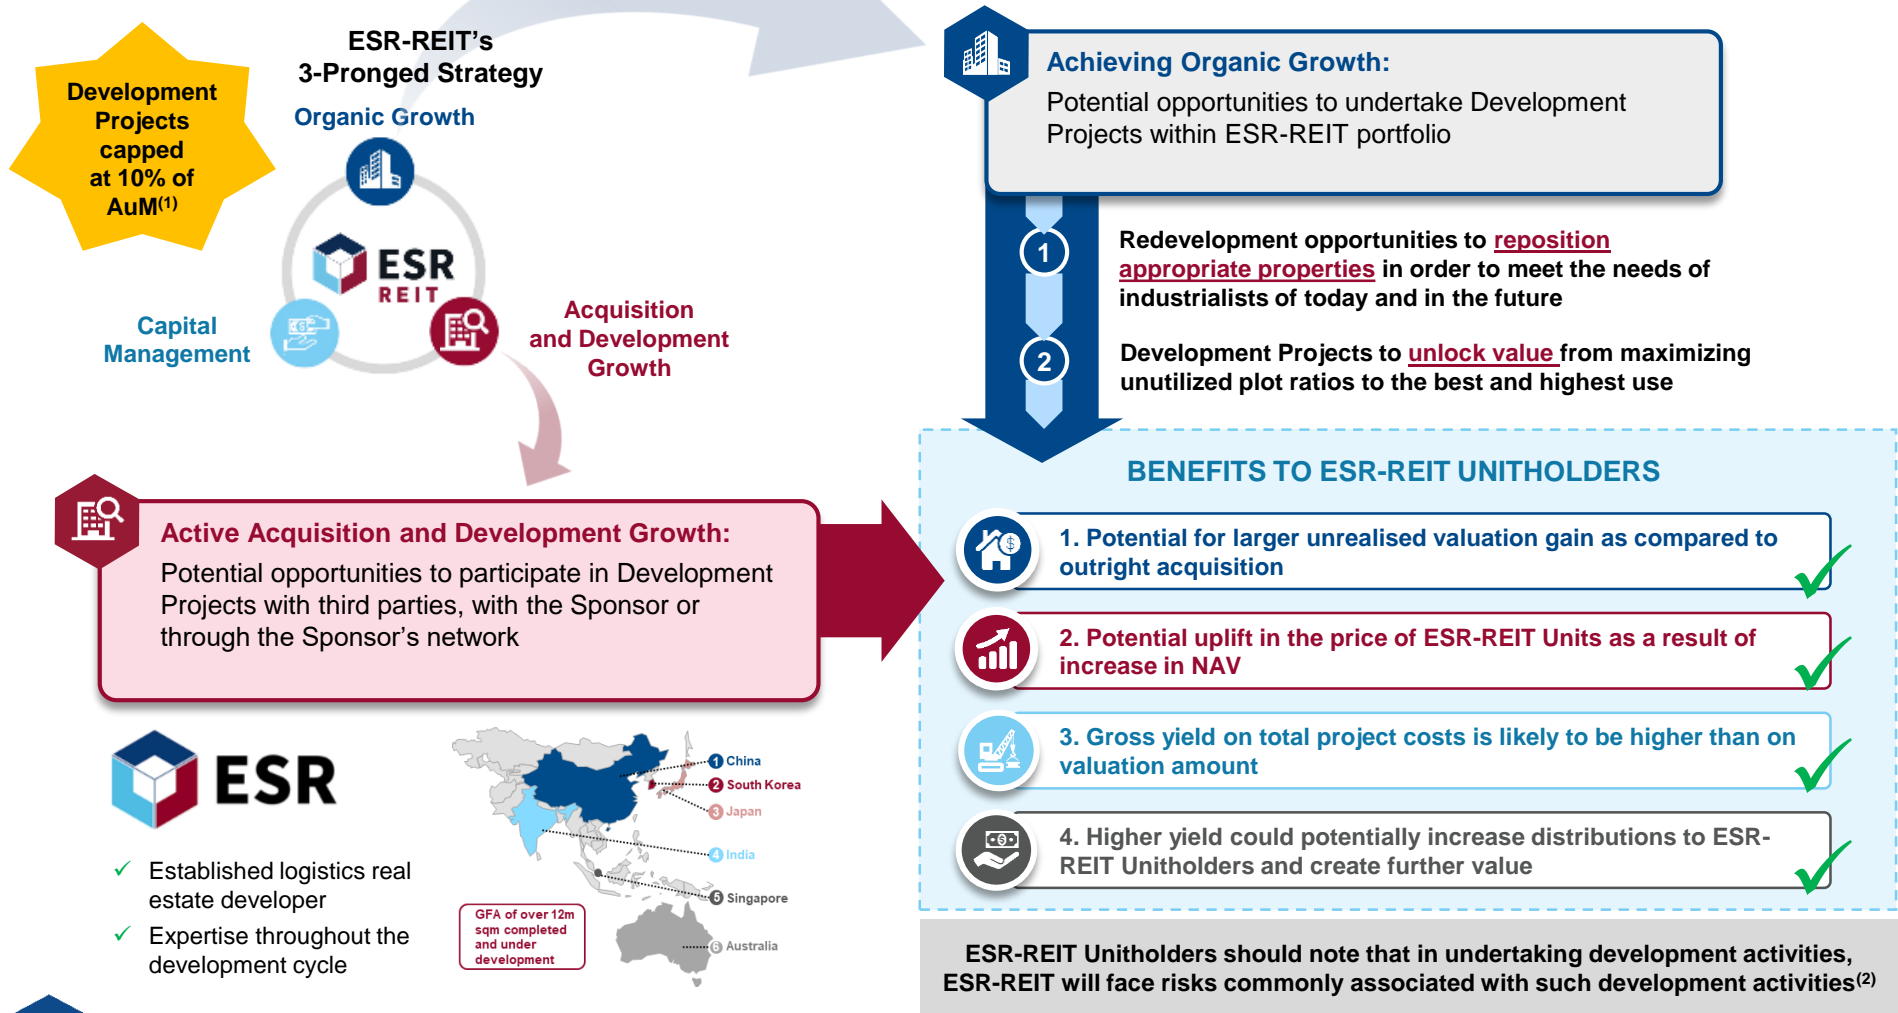 Development
Projects
capped
at 10% of
AuM(1)
ESR-REIT's
3-Pronged Strategy
Organic Growth
ESR
REIT
Capital
Management
Acquisition
and Development
Growth
Achieving Organic Growth:
Potential opportunities to undertake Development
Projects within ESR-REIT portfolio
1
Redevelopment opportunities to reposition
appropriate properties in order to meet the needs of
industrialists of today and in the future
2
Development Projects to unlock value from maximizing
unutilized plot ratios to the best and highest use
Active Acquisition and Development Growth:
Potential opportunities to participate in Development
Projects with third parties, with the Sponsor or
through the Sponsor's network
BENEFITS TO ESR-REIT UNITHOLDERS
1. Potential for larger unrealised valuation gain as compared to
outright acquisition
2. Potential uplift in the price of ESR-REIT Units as a result of
increase in NAV
3. Gross yield on total project costs is likely to be higher than on
valuation amount
4. Higher yield could potentially increase distributions to ESR-
REIT Unitholders and create further value
ESR
✓ Established logistics real
estate developer
✓ Expertise throughout the
development cycle
1 China
2 South Korea
3 Japan
4 India
5 Singapore
6 Australia
GFA of over 12m
sqm completed
and under
development
ESR-REIT Unitholders should note that in undertaking development activities,
ESR-REIT will face risks commonly associated with such development activities(2)